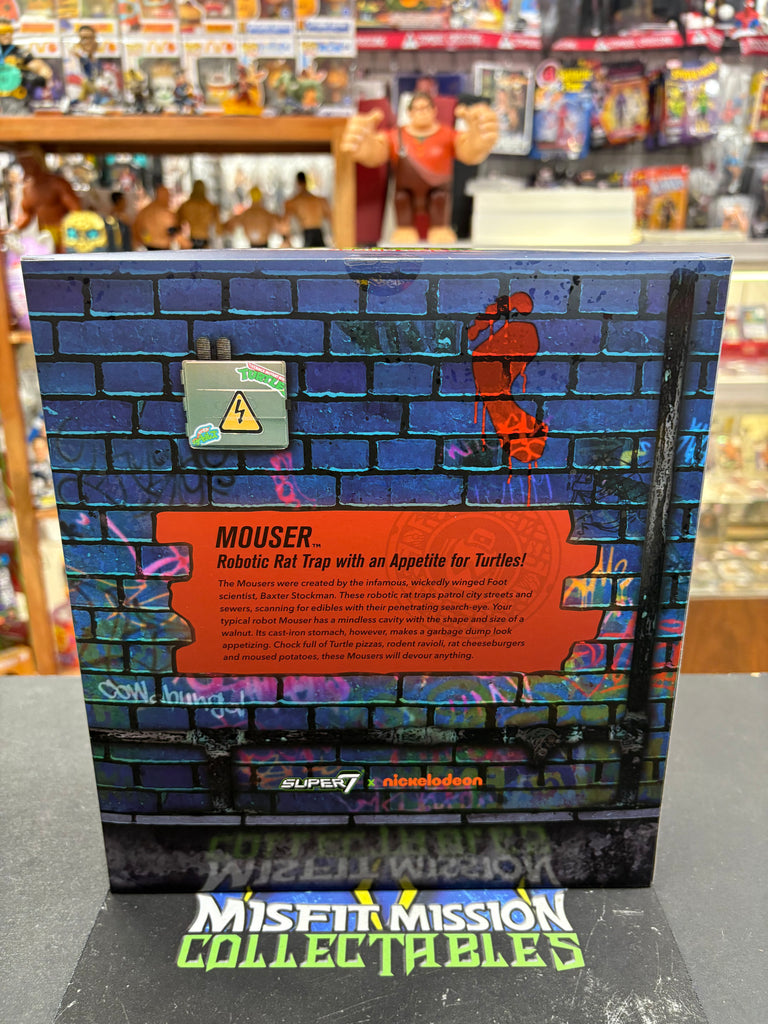 TURTLES
MOUSER™
Robotic Rat Trap with an Appetite for Turtles!
The Mousers were created by the infamous, wickedly winged Foot
scientist, Baxter Stockman. These robotic rat traps patrol city streets and
sewers, scanning for edibles with their penetrating search-eye. Your
typical robot Mouser has a mindless cavity with the shape and size of a
walnut. Its cast-iron stomach, however, makes a garbage dump look
appetizing. Chock full of Turtle pizzas, rodent ravioli, rat cheeseburgers
and moused potatoes, these Mousers will devour anything.
COWabunga!
SUPER7 x nickelodeon
MISFIT MISSION
COLLECTABLES